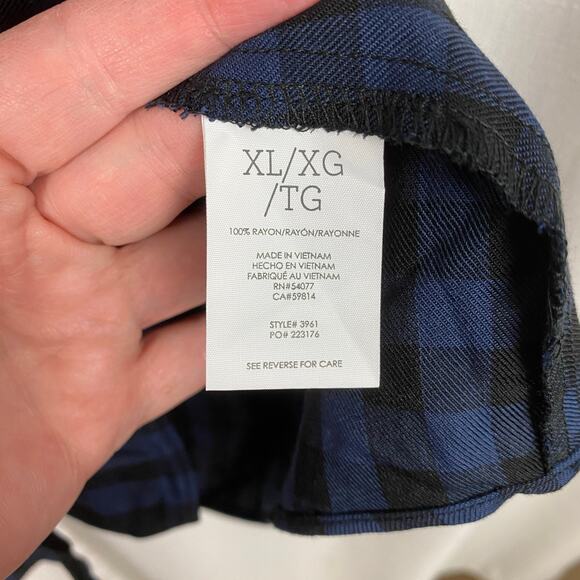 XL/XG
/TG
100% RAYON/RAYÓN/RAYONNE
MADE IN VIETNAM
HECHO EN VIETNAM
FABRIQUÉ AU VIETNAM
RN#54077
CA#59814
STYLE# 3961
PO# 223176
SEE REVERSE FOR CARE